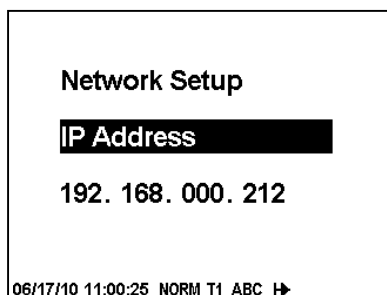 Network Setup
IP Address
192. 168. 000. 212
06/17/10 11:00:25 NORM T1 ABC